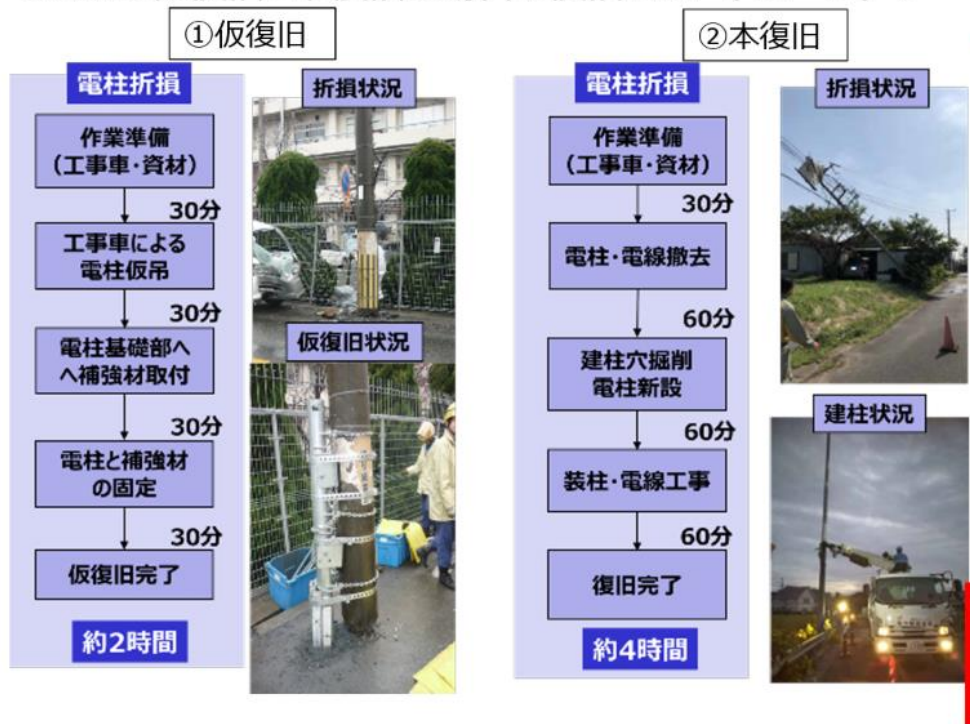 ①仮復旧
電柱折損
作業準備
（工事車・資材）
30分
工事車による
電柱仮吊
30分
電柱基礎部へ
へ補強材取付
30分
電柱と補強材
の固定
30分
仮復旧完了
約2時間
折損状況
仮復旧状況
②本復旧
電柱折損
作業準備
（工事車・資材）
30分
電柱・電線撤去
60分
建柱穴掘削
電柱新設
60分
装柱・電線工事
60分
復旧完了
約4時間
折損状況
建柱状況